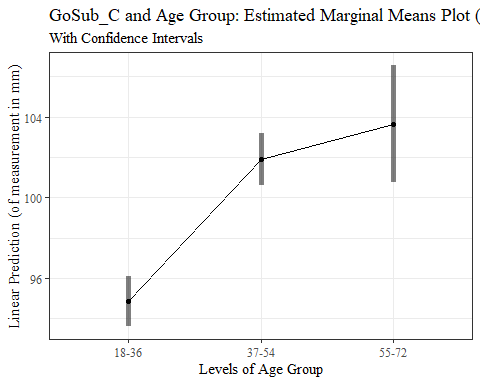 GoSub_C and Age Group: Estimated Marginal Means Plot (
With Confidence Intervals
Linear Prediction (of measurement in mm)
104
100
96
18-36 37-54 55-72
Levels of Age Group